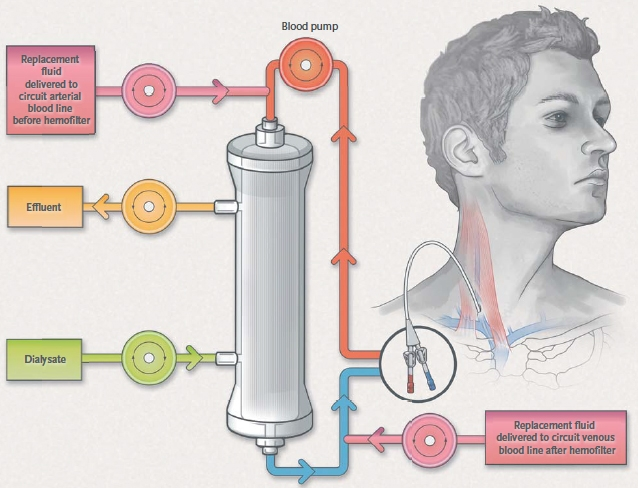 Blood pump
Replacement
fluid
delivered to
circuit arterial
blood line
before hemofilter
Effluent
Dialysate
Replacement fluid
delivered to circuit venous
blood line after hemofilter